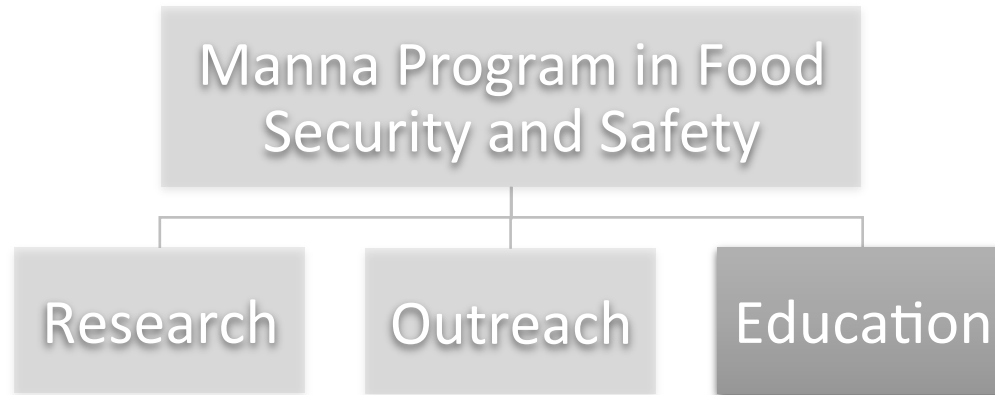 Manna Program in Food
Security and Safety
Research
Outreach
Education